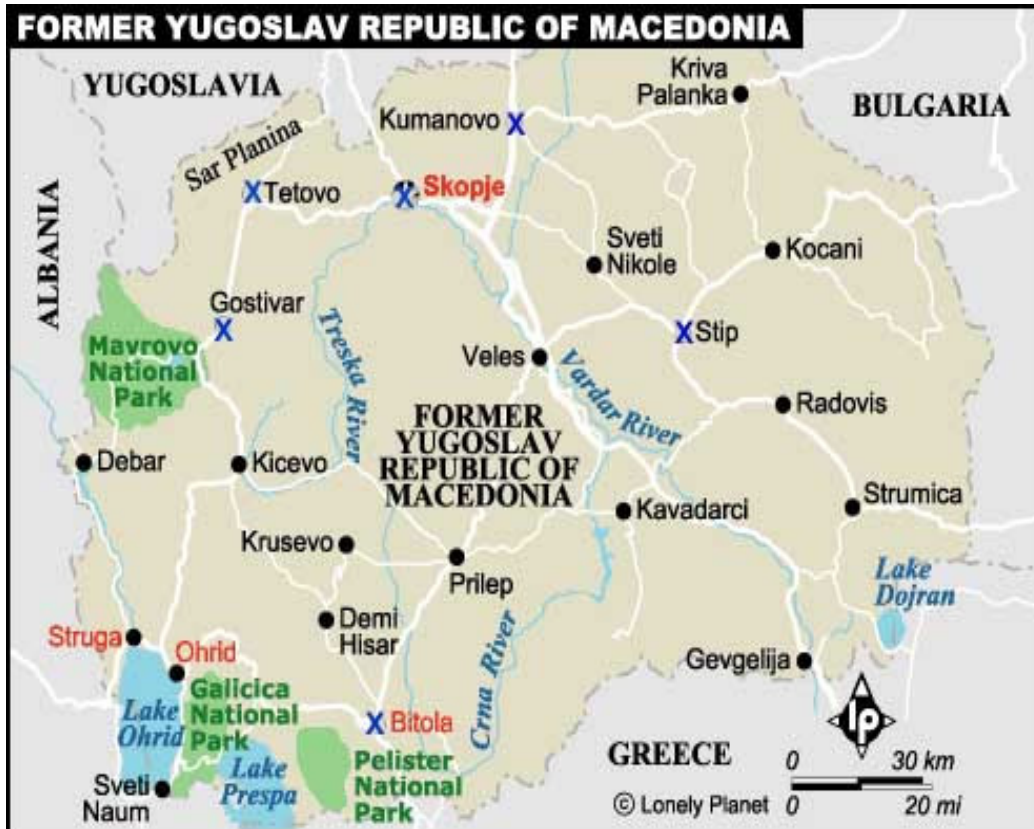 FORMER YUGOSLAV REPUBLIC OF MACEDONIA
YUGOSLAVIA
Kriva
Palanka
BULGARIA
Kumanovo
X
Sar Planina
X Tetovo
X
Skopje
ALBANIA
Sveti
Nikole
Kocani
Gostivar
X
Treska River
X Stip
Mavrovo
National
Park
Veles
Vardar River
Radovis
FORMER
YUGOSLAV
REPUBLIC OF
MACEDONIA
Debar
Kicevo
Kavadarci
Strumica
Krusevo
Prilep
Lake
Dojran
Demi
Hisar
Struga
Ohrid
Crna River
Gevgelija
Galicica
National
Park
Lake
Ohrid
X Bitola
lp
GREECE
0 30 km
Pelister
National
Park
Sveti
Naum
Lake
Prespa
© Lonely Planet
0 20 mi